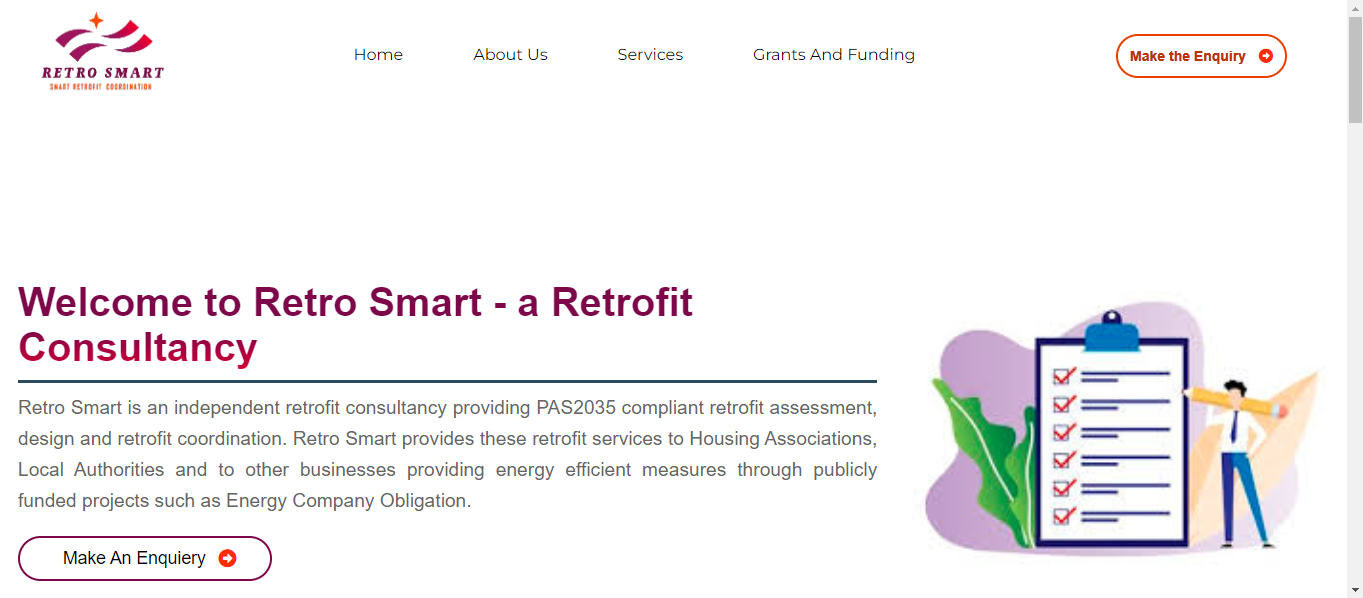 RETRO SMART
SMART RETROFIT COORDINATION
Home
About Us
Services
Grants And Funding
Make the Enquiry
Welcome to Retro Smart - a Retrofit
Consultancy
Retro Smart is an independent retrofit consultancy providing PAS2035 compliant retrofit assessment,
design and retrofit coordination. Retro Smart provides these retrofit services to Housing Associations,
Local Authorities and to other businesses providing energy efficient measures through publicly
funded projects such as Energy Company Obligation.
Make An Enquiery